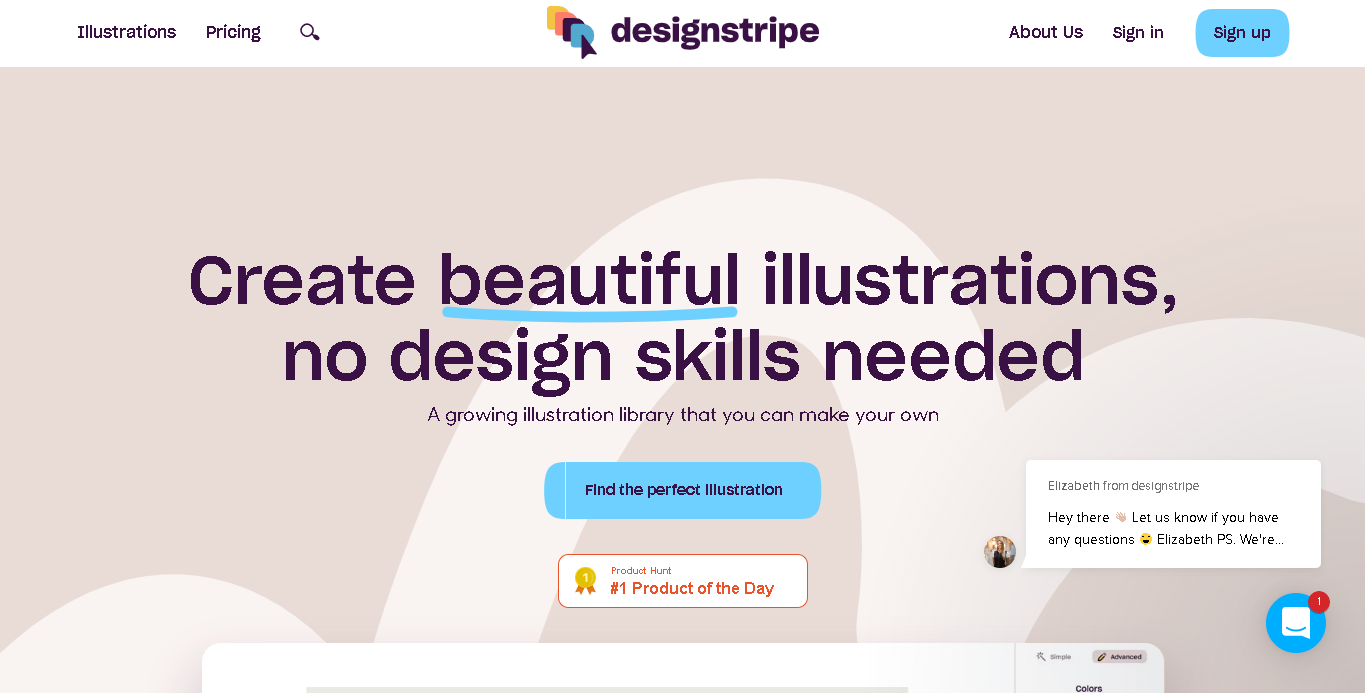 Illustrations
Pricing
designstripe
About Us
Sign in
Sign up
Create beautiful illustrations,
no design skills needed
A growing illustration library that you can make your own
Find the perfect illustration
Product Hunt
1
#1 Product of the Day
Elizabeth from designstripe
Hey there 👋🏻 Let us know if you have
any questions 😄 Elizabeth PS. We're...
1
Simple
Advanced
Colors